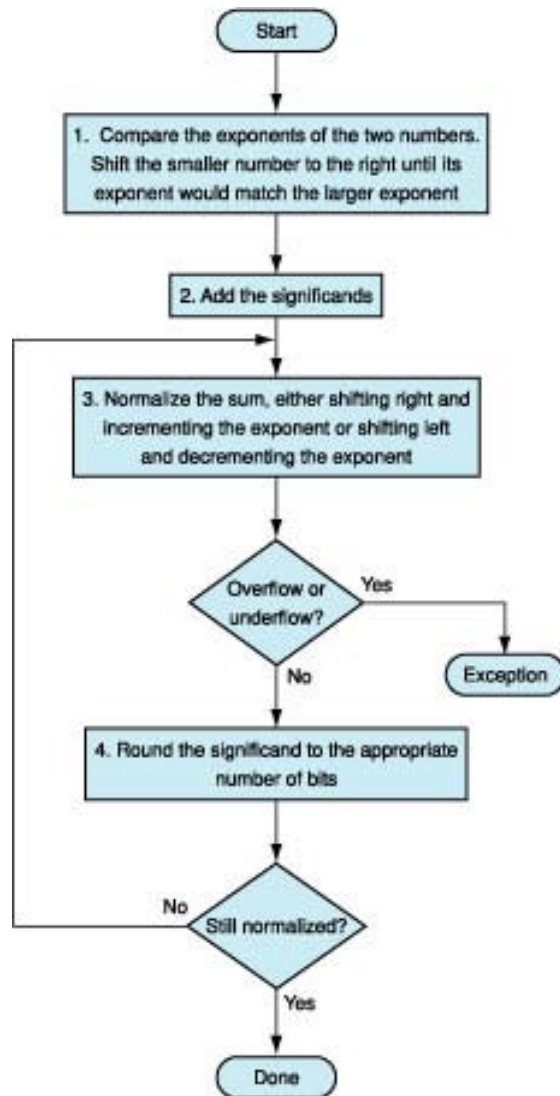 Start
1. Compare the exponents of the two numbers.
Shift the smaller number to the right until its
exponent would match the larger exponent
2. Add the significands
3. Normalize the sum, either shifting right and
incrementing the exponent or shifting left
and decrementing the exponent
Overflow or
underflow?
Yes
No
Exception
4. Round the significand to the appropriate
number of bits
Still normalized?
No
Yes
Done